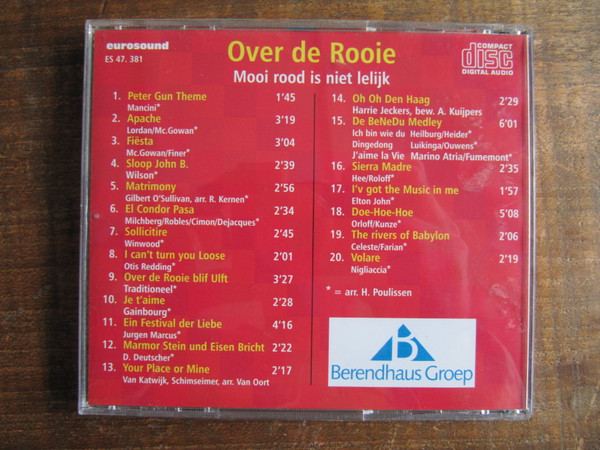 eurosound
ES 47. 381
Over de Rooie
Mooi rood is niet lelijk
COMPACT
disc
DIGITAL AUDIO
1. Peter Gun Theme 1'45
Mancini*
2. Apache 3'19
Lordan/Mc.Gowan*
3. Fiësta 3'04
Mc.Gowan/Finer*
4. Sloop John B. 2'39
Wilson*
5. Matrimony 2'56
Gilbert O'Sullivan, arr. R. Kernen*
6. El Condor Pasa 2'34
Milchberg/Robles/Cimon/Dejacques*
7. Sollicitire 2'45
Winwood*
8. I can't turn you Loose 2'01
Otis Redding*
9. Over de Rooie blif Ulft 3'27
Traditioneel*
10. Je t'aime 2'28
Gainbourg*
11. Ein Festival der Liebe 4'16
Jurgen Marcus*
12. Marmor Stein und Eisen Bricht 2'22
D. Deutscher*
13. Your Place or Mine 2'17
Van Katwijk, Schimseimer, arr. Van Oort
14. Oh Oh Den Haag 2'29
Harrie Jeckers, bew. A. Kuijpers
15. De BeNeDu Medley 6'01
Ich bin wie du Heilburg/Heider*
Dingedong Luikinga/Ouwens*
J'aime la Vie Marino Atria/Fumemont*
16. Sierra Madre 2'35
Hee/Roloff*
17. I'v got the Music in me 1'57
Elton John*
18. Doe-Hoe-Hoe 5'08
Orloff/Kunze*
19. The rivers of Babylon 2'06
Celeste/Farian*
20. Volare 2'19
Nigliaccia*
* = arr. H. Poulissen
B
Berendhaus Groep